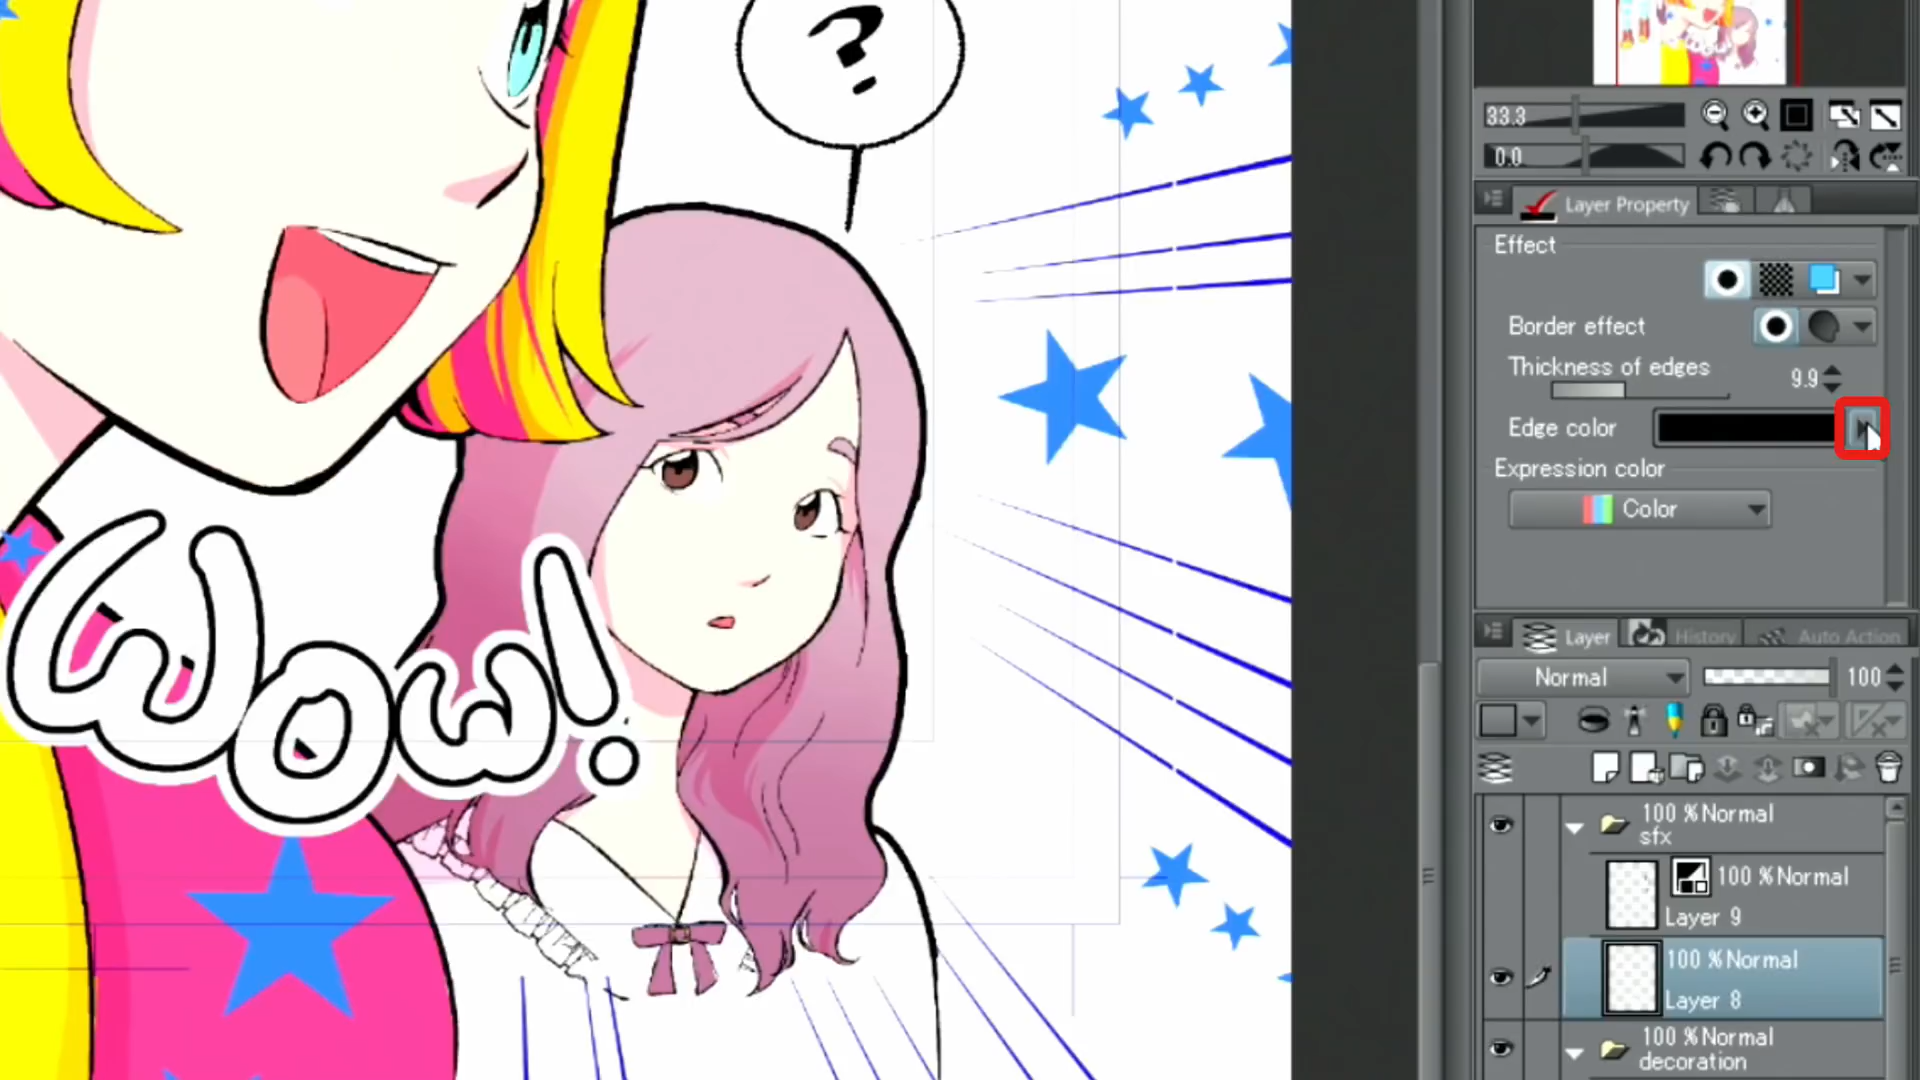 ?
Wow!
33.3
0.0
Layer Property
Effect
Border effect
Thickness of edges
9.9
Edge color
Expression color
Color
Layer
History
Auto Action
Normal
100
100 %Normal
sfx
100 %Normal
Layer 9
100 %Normal
Layer 8
100 %Normal
decoration